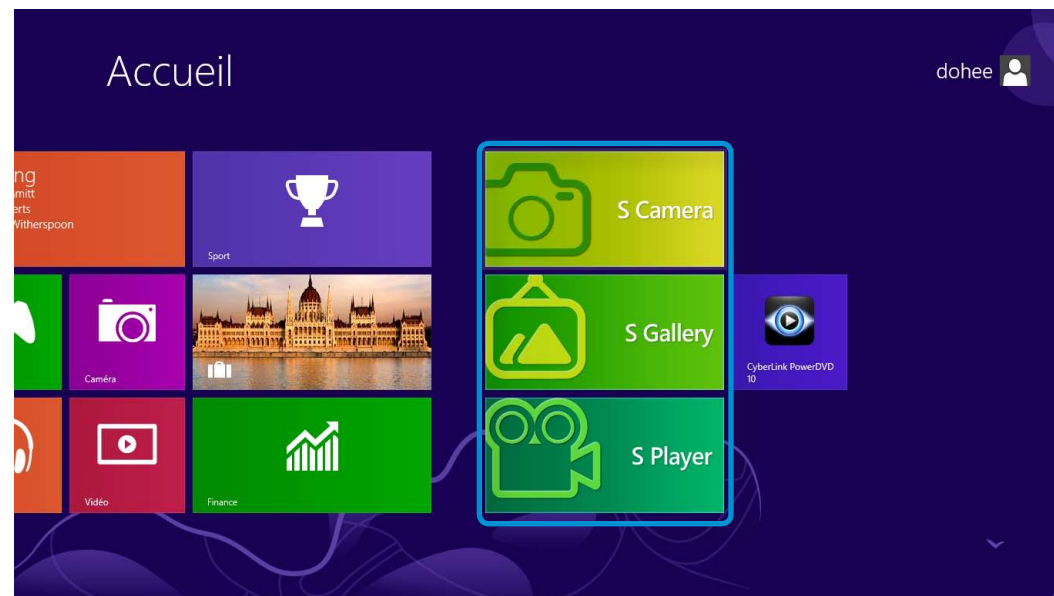 Accueil
dohee
ng
mitt
erts
Witherspoon
Sport
S Camera
Caméra
S Gallery
CyberLink PowerDVD
10
Vidéo
Finance
S Player